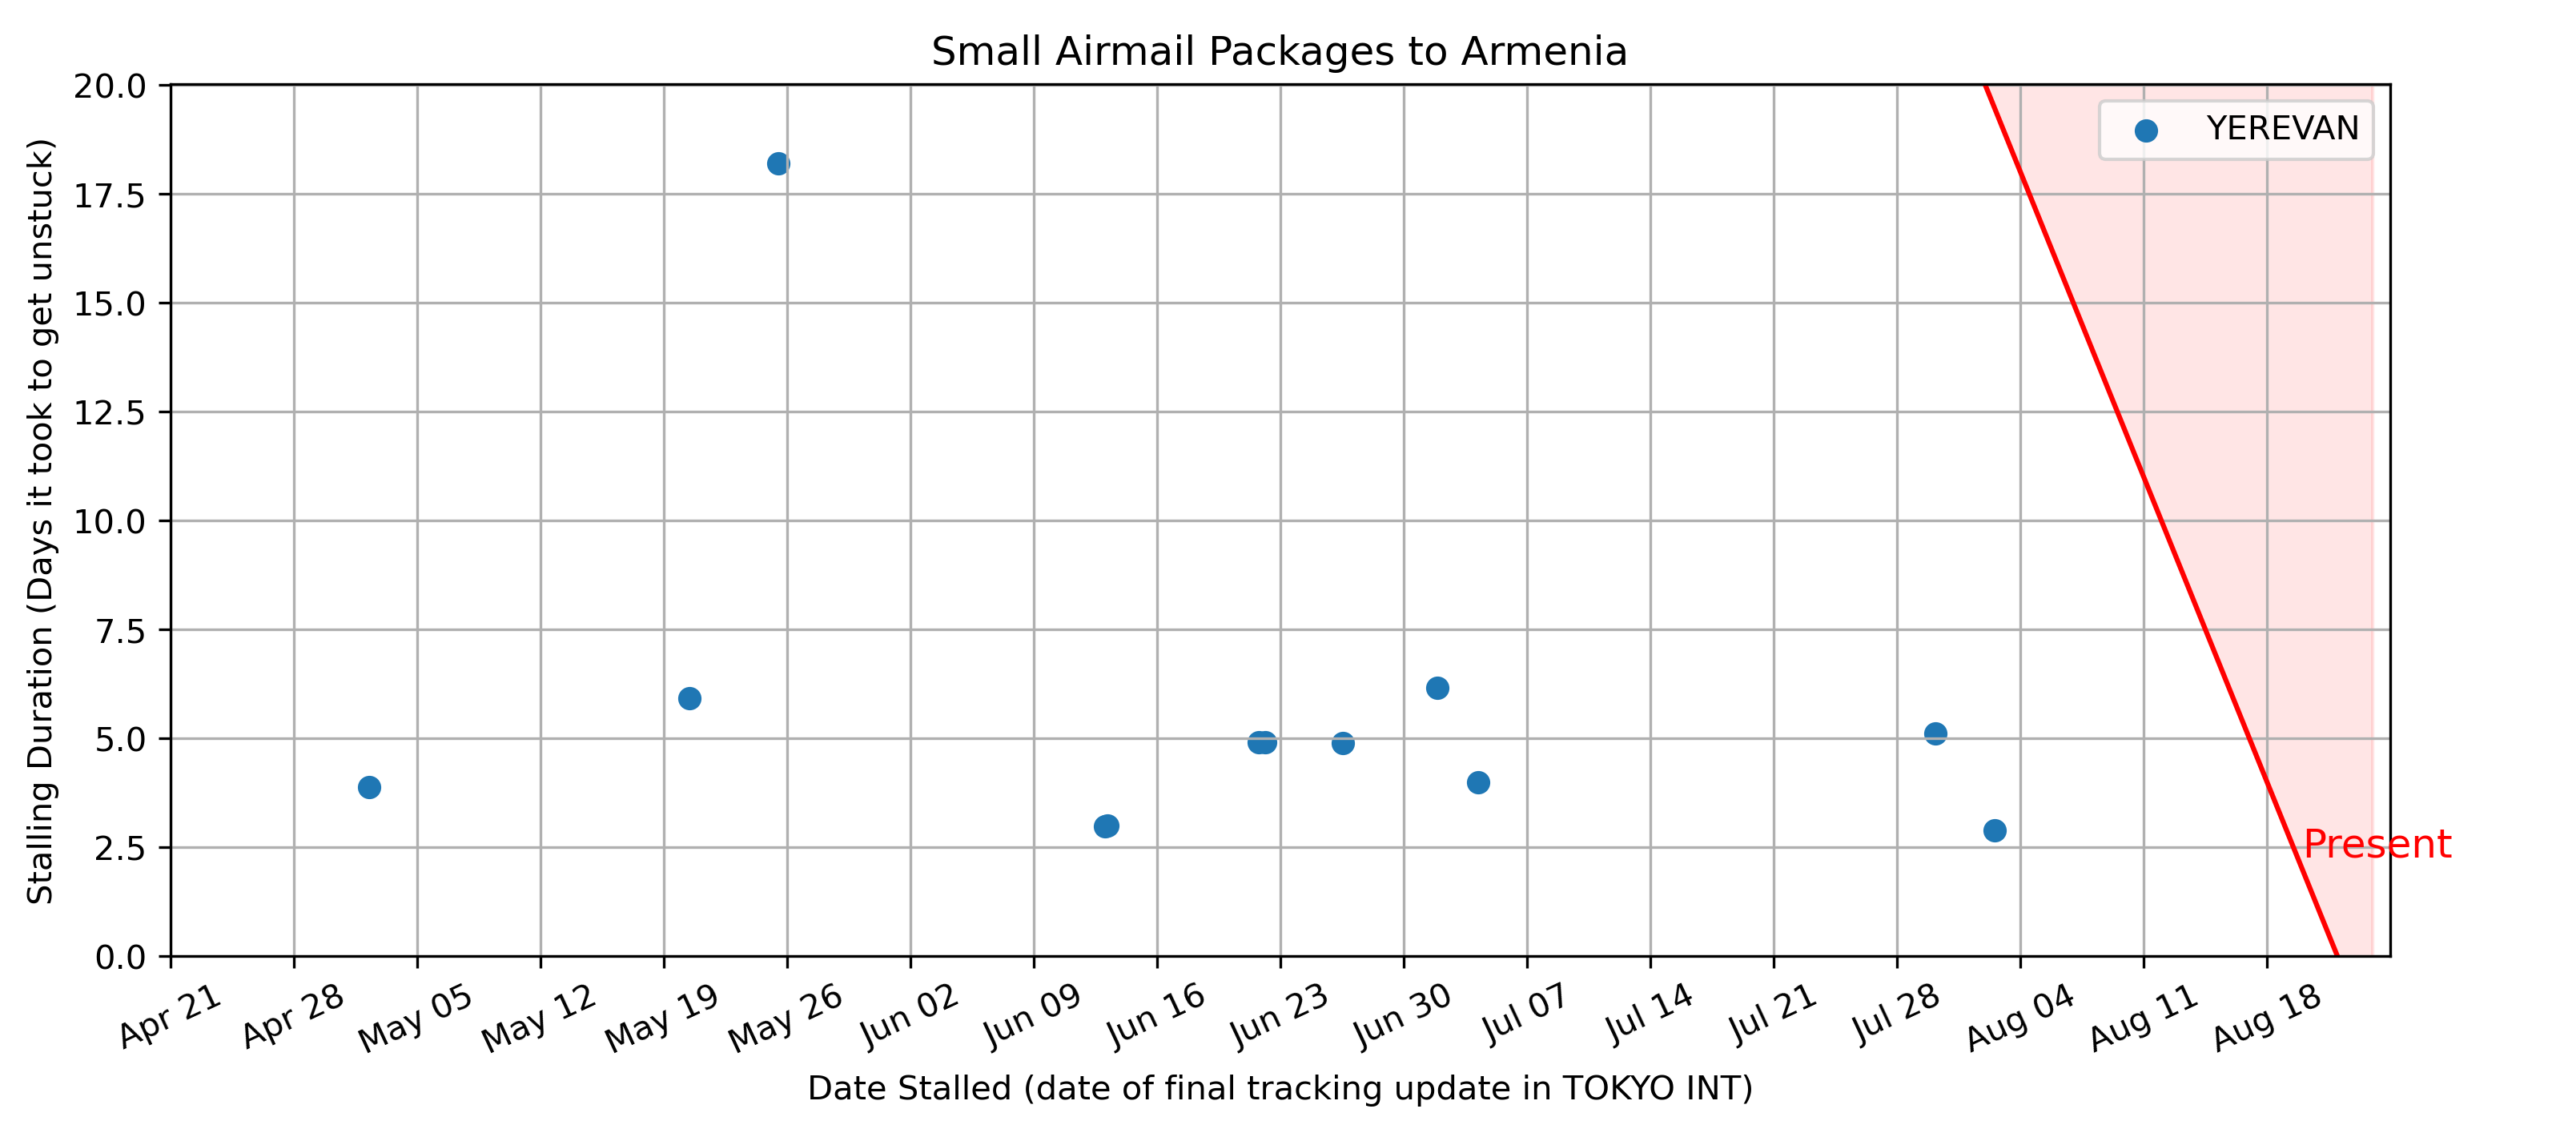 Small Airmail Packages to Armenia
YEREVAN
20.0
17.5
15.0
12.5
10.0
7.5
5.0
2.5
0.0
Stalling Duration (Days it took to get unstuck)
Present
Apr 21
Apr 28
May 05
May 12
May 19
May 26
Jun 02
Jun 09
Jun 16
Jun 23
Jun 30
Jul 07
Jul 14
Jul 21
Jul 28
Aug 04
Aug 11
Aug 18
Date Stalled (date of final tracking update in TOKYO INT)